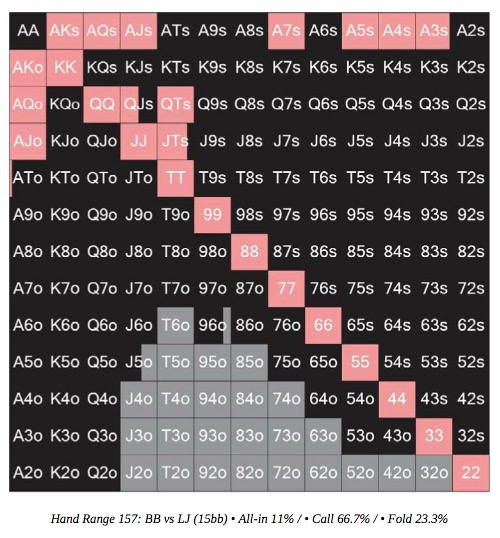 AA AKs AQs AJs ATs A9s A8s A7s A6s A5s A4s A3s A2s
AKo KK KQs KJs KTs K9s K8s K7s K6s K5s K4s K3s K2s
AQo KQo QQ QJs QTs Q9s Q8s Q7s Q6s Q5s Q4s Q3s Q2s
AJo KJo QJo JJ JTs J9s J8s J7s J6s J5s J4s J3s J2s
ATo KTo QTo JTo TT T9s T8s T7s T6s T5s T4s T3s T2s
A9o K9o Q9o J9o T9o 99 98s 97s 96s 95s 94s 93s 92s
A8o K8o Q8o J8o T8o 98o 88 87s 86s 85s 84s 83s 82s
A7o K7o Q7o J7o T7o 97o 87o 77 76s 75s 74s 73s 72s
A6o K6o Q6o J6o T6o 96o 86o 76o 66 65s 64s 63s 62s
A5o K5o Q5o J5o T5o 95o 85o 75o 65o 55 54s 53s 52s
A4o K4o Q4o J4o T4o 94o 84o 74o 64o 54o 44 43s 42s
A3o K3o Q3o J3o T3o 93o 83o 73o 63o 53o 43o 33 32s
A2o K2o Q2o J2o T2o 92o 82o 72o 62o 52o 42o 32o 22
Hand Range 157: BB vs LJ (15bb) • All-in 11% / • Call 66.7% / • Fold 23.3%